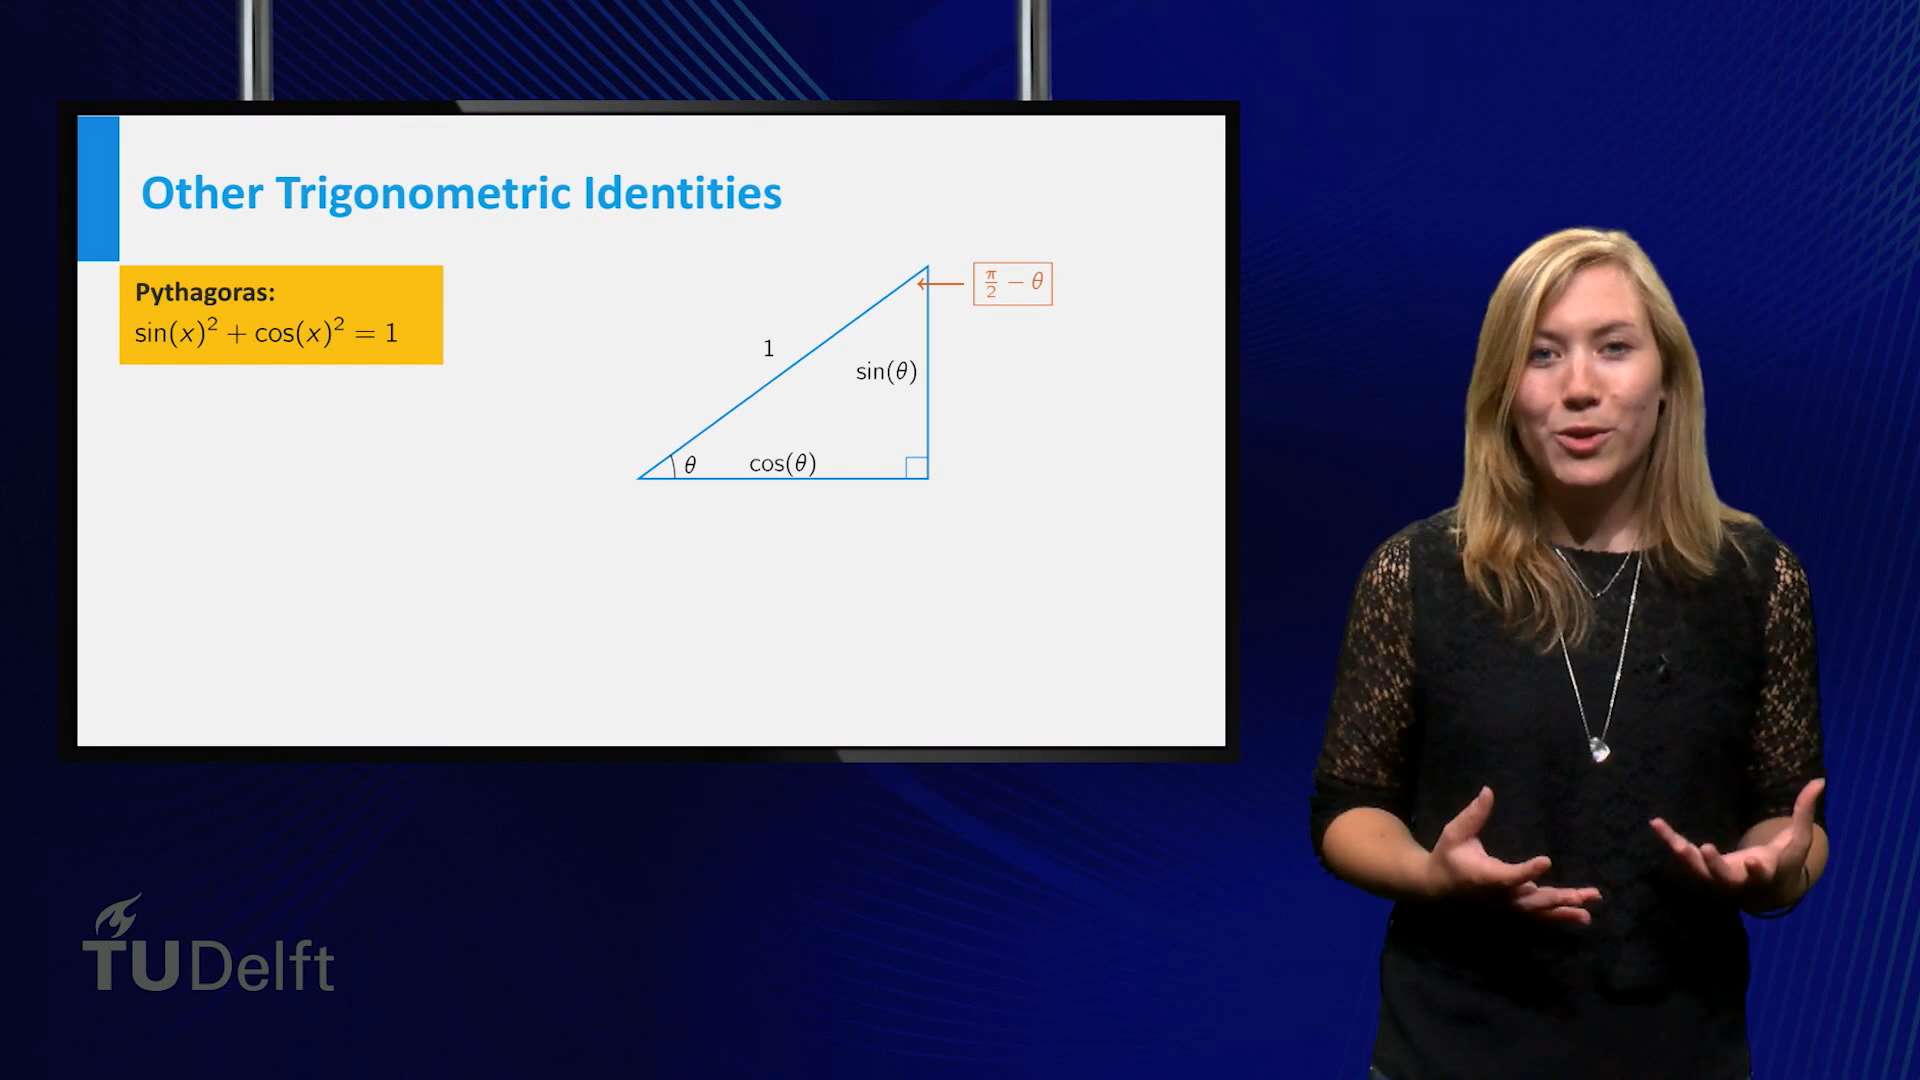 Other Trigonometric Identities
Pythagoras:
sin(x)² + cos(x)² = 1
π/2 − θ
1
sin(θ)
θ
cos(θ)
TUDelft